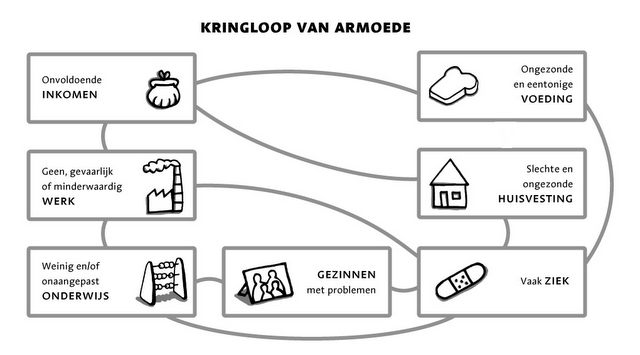 KRINGLOOP VAN ARMOEDE
Onvoldoende
INKOMEN
Ongezonde
en eentonige
VOEDING
Geen, gevaarlijk
of minderwaardig
WERK
Slechte en
ongezonde
HUISVESTING
Weinig en/of
onaangepast
ONDERWIJS
GEZINNEN
met problemen
Vaak ZIEK